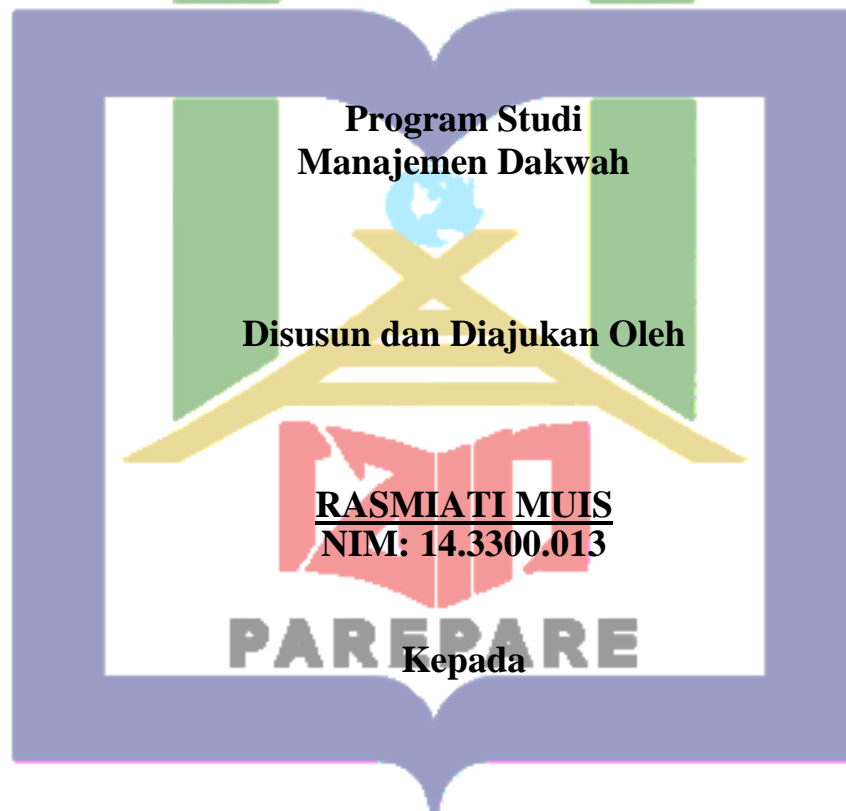 Program Studi
Manajemen Dakwah
Disusun dan Diajukan Oleh
RASMIATI MUIS
NIM: 14.3300.013
PAREPARE
Kepada